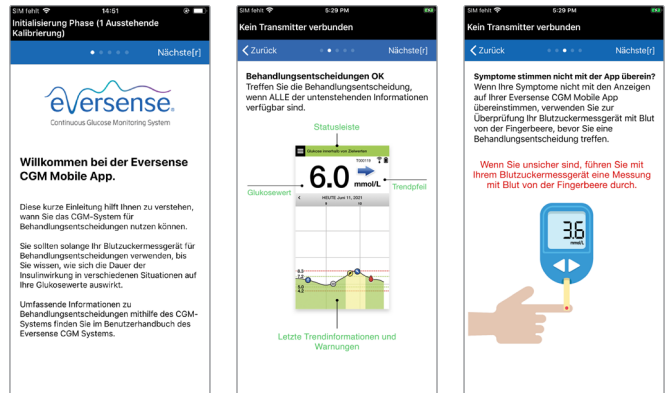 SIM fehlt 14:51
Initialisierung Phase (1 Ausstehende
Kalibrierung)
Nächste[r]
eversense.
Continuous Glucose Monitoring System
Willkommen bei der Eversense
CGM Mobile App.
Diese kurze Einleitung hilft Ihnen zu verstehen,
wann Sie das CGM-System für
Behandlungsentscheidungen nutzen können.
Sie sollten solange Ihr Blutzuckermessgerät für
Behandlungsentscheidungen verwenden, bis
Sie wissen, wie sich die Dauer der
Insulinwirkung in verschiedenen Situationen auf
Ihre Glukosewerte auswirkt.
Umfassende Informationen zu
Behandlungsentscheidungen mithilfe des CGM-
Systems finden Sie im Benutzerhandbuch des
Eversense CGM Systems.
SIM fehlt 5:29 PM
Kein Transmitter verbunden
Zurück Nächste[r]
Behandlungsentscheidungen OK
Treffen Sie die Behandlungsentscheidung,
wenn ALLE der untenstehenden Informationen
verfügbar sind.
Statusleiste
Glukose innerhalb von Zielwerten
T000119
6.0 mmol/L
Glukosewert
Trendpfeil
HEUTE Juni 11, 2021
Letzte Trendinformationen und
Warnungen
SIM fehlt 5:29 PM
Kein Transmitter verbunden
Zurück Nächste[r]
Symptome stimmen nicht mit der App überein?
Wenn Ihre Symptome nicht mit den Anzeigen
auf Ihrer Eversense CGM Mobile App
übereinstimmen, verwenden Sie zur
Überprüfung Ihr Blutzuckermessgerät mit Blut
von der Fingerbeere, bevor Sie eine
Behandlungsentscheidung treffen.
Wenn Sie unsicher sind, führen Sie mit
Ihrem Blutzuckermessgerät eine Messung
mit Blut von der Fingerbeere durch.
3.6
mmol/L